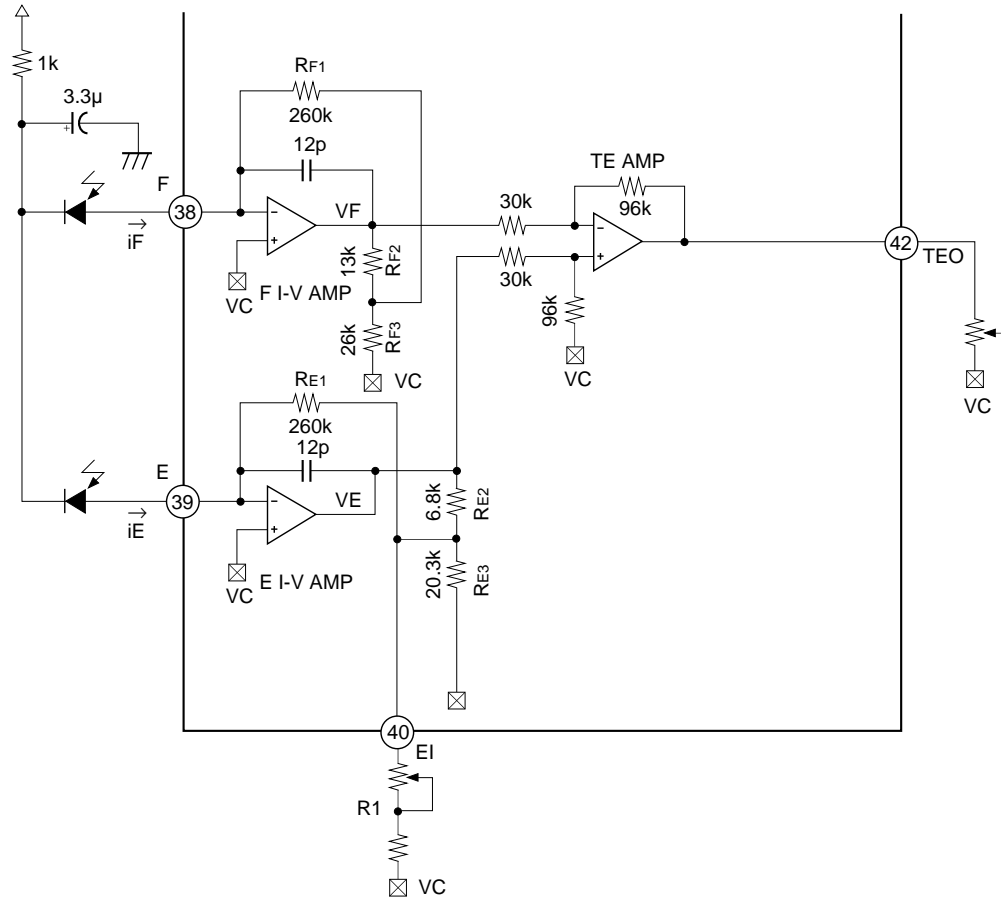 1k
3.3µ
+
F
38
iF
RF1
260k
12p
VF
13k
RF2
F I-V AMP
VC
26k
RF3
VC
30k
30k
TE AMP
96k
96k
VC
42
TEO
VC
RE1
260k
12p
E
39
iE
VE
6.8k
RE2
E I-V AMP
VC
20.3k
RE3
40
EI
R1
VC